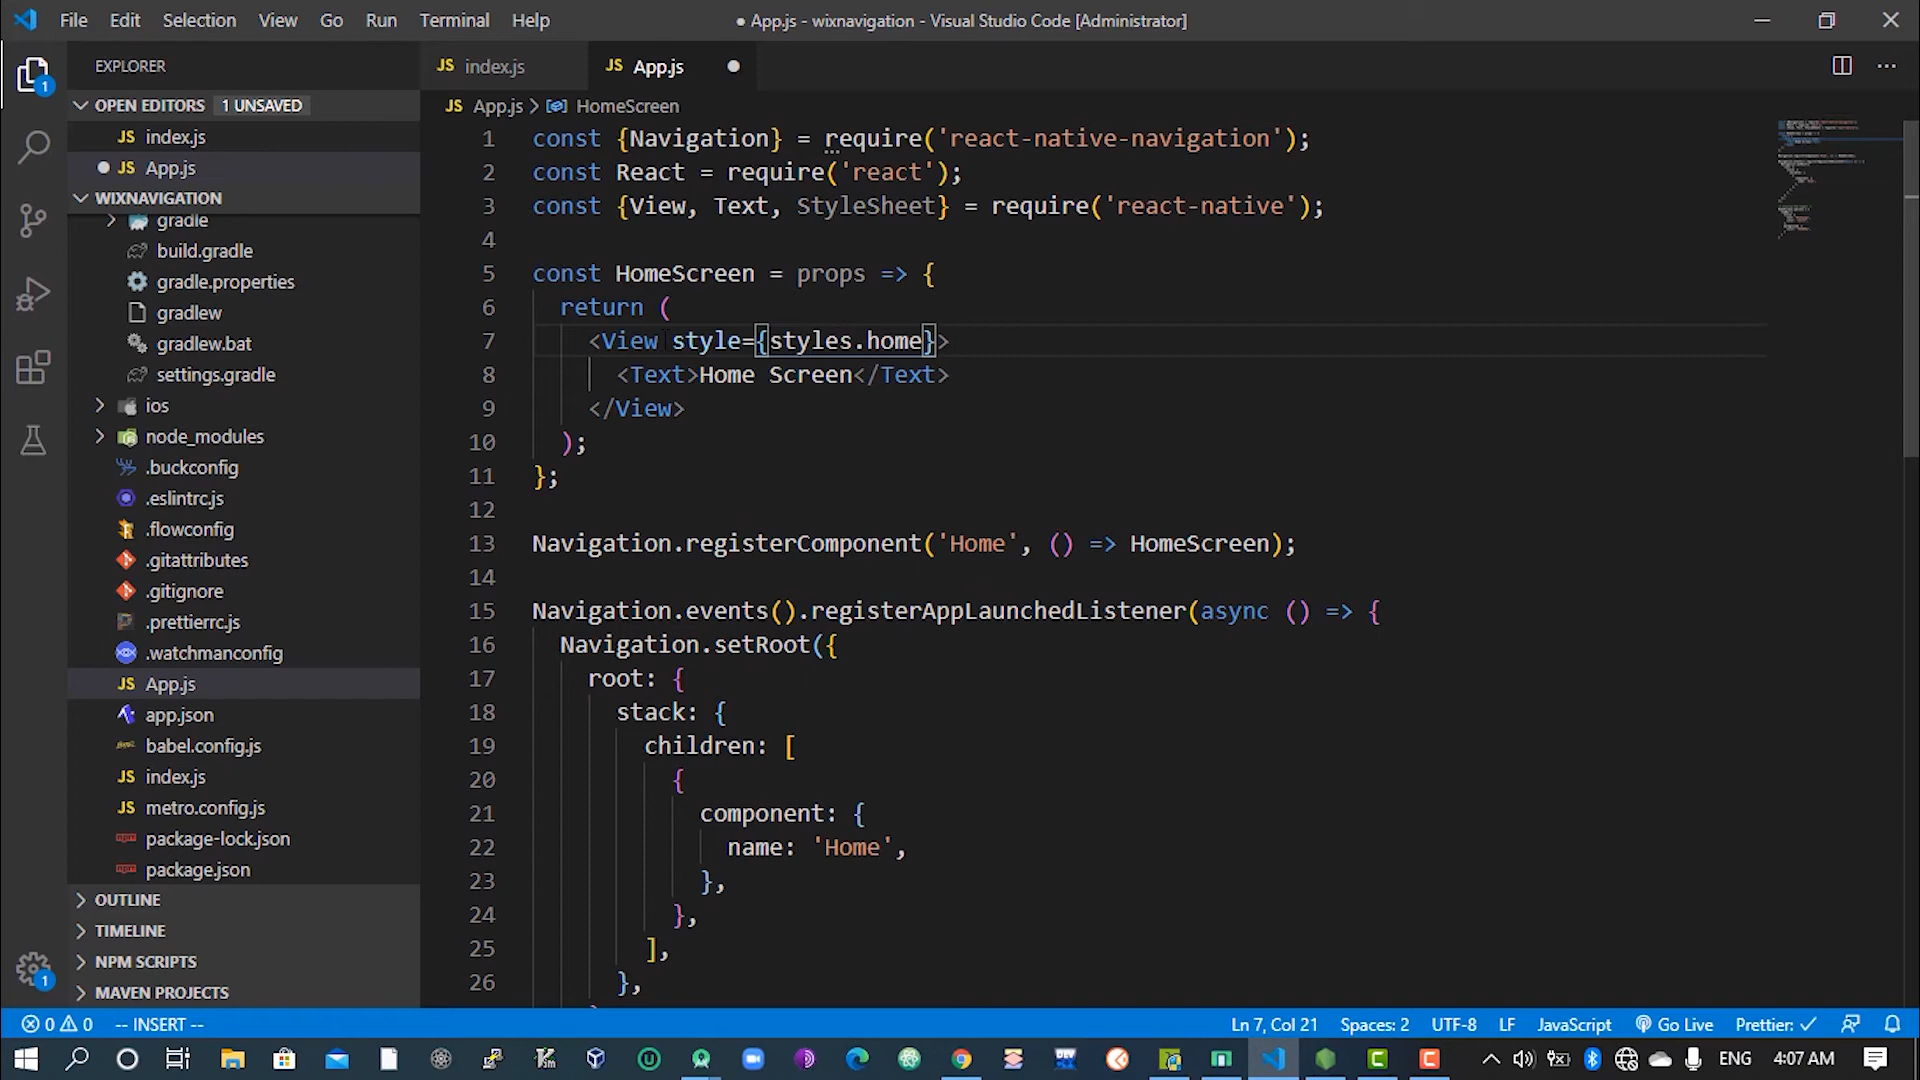 File Edit Selection View Go Run Terminal Help
● App.js - wixnavigation - Visual Studio Code [Administrator]
EXPLORER
OPEN EDITORS 1 UNSAVED
JS index.js
● JS App.js
WIXNAVIGATION
gradle
build.gradle
gradle.properties
gradlew
gradlew.bat
settings.gradle
ios
node_modules
.buckconfig
.eslintrc.js
.flowconfig
.gitattributes
.gitignore
.prettierrc.js
.watchmanconfig
JS App.js
app.json
babel.config.js
JS index.js
JS metro.config.js
package-lock.json
package.json
OUTLINE
TIMELINE
NPM SCRIPTS
MAVEN PROJECTS
1
1
JS index.js JS App.js ●
JS App.js > HomeScreen
1 const {Navigation} = require('react-native-navigation');
2 const React = require('react');
3 const {View, Text, StyleSheet} = require('react-native');
4
5 const HomeScreen = props => {
6 return (
7 <View style={styles.home}>
8 <Text>Home Screen</Text>
9 </View>
10 );
11 };
12
13 Navigation.registerComponent('Home', () => HomeScreen);
14
15 Navigation.events().registerAppLaunchedListener(async () => {
16 Navigation.setRoot({
17 root: {
18 stack: {
19 children: [
20 {
21 component: {
22 name: 'Home',
23 },
24 },
25 ],
26 },
0 0 -- INSERT -- Ln 7, Col 21 Spaces: 2 UTF-8 LF JavaScript Go Live Prettier: ✓
ENG 4:07 AM